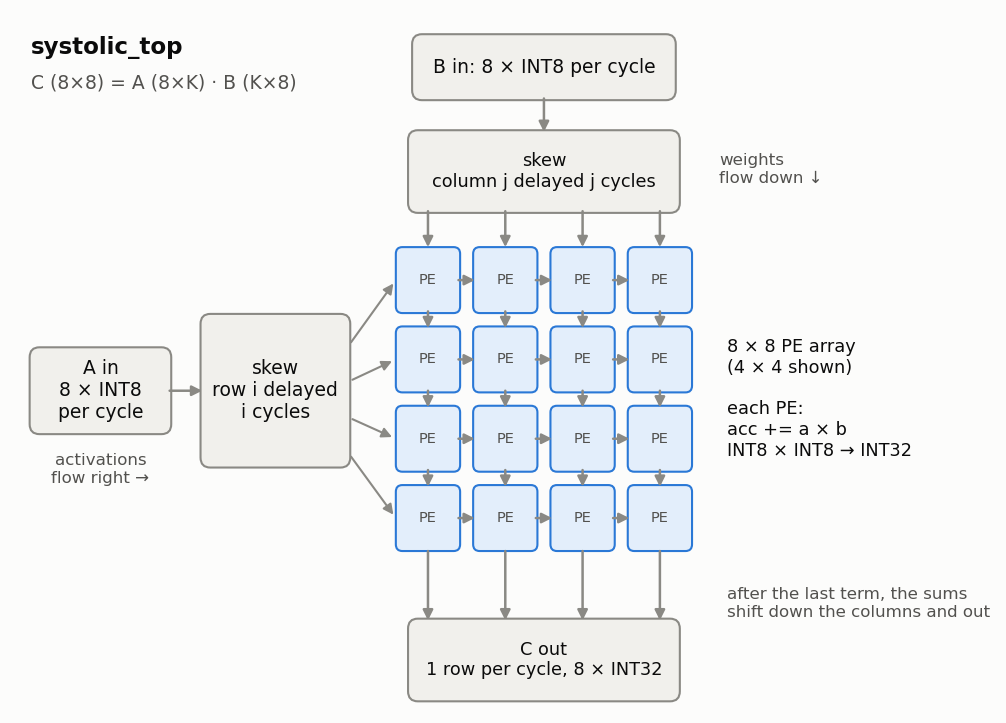 systolic_top
C (8×8) = A (8×K) · B (K×8)
B in: 8 × INT8 per cycle
skew
column j delayed j cycles
weights
flow down ↓
PE PE PE PE
PE PE PE PE
PE PE PE PE
PE PE PE PE
A in
8 × INT8
per cycle
skew
row i delayed
i cycles
activations
flow right →
8 × 8 PE array
(4 × 4 shown)
each PE:
acc += a × b
INT8 × INT8 → INT32
after the last term, the sums
shift down the columns and out
C out
1 row per cycle, 8 × INT32